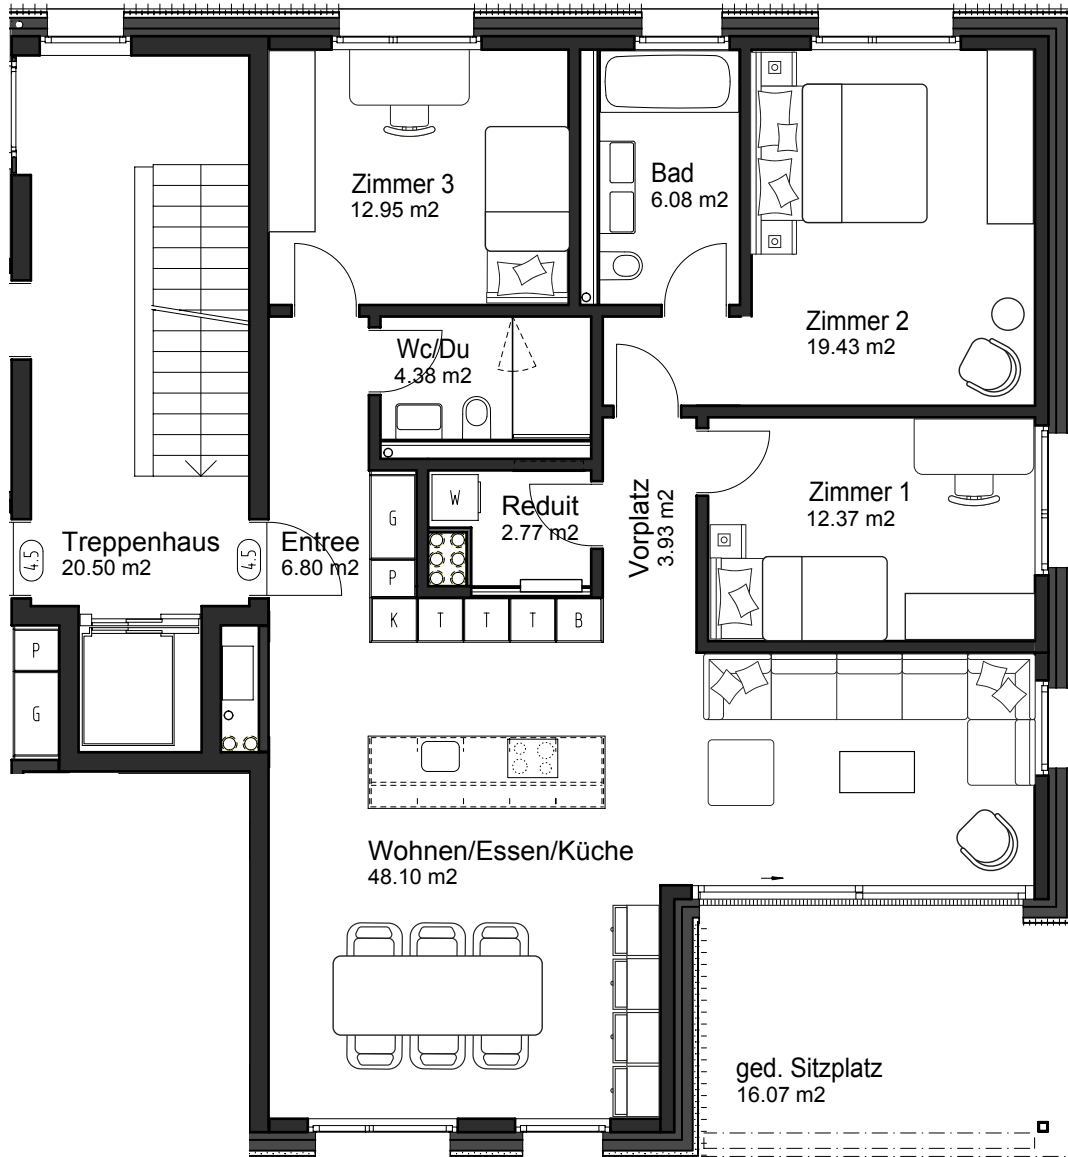 Zimmer 3
12.95 m2
Bad
6.08 m2
Zimmer 2
19.43 m2
Wc/Du
4.38 m2
Zimmer 1
12.37 m2
W
Reduit
2.77 m2
Vorplatz
3.93 m2
G
P
K
T
T
T
B
4.5
Treppenhaus
20.50 m2
4.5
Entree
6.80 m2
P
G
Wohnen/Essen/Küche
48.10 m2
ged. Sitzplatz
16.07 m2